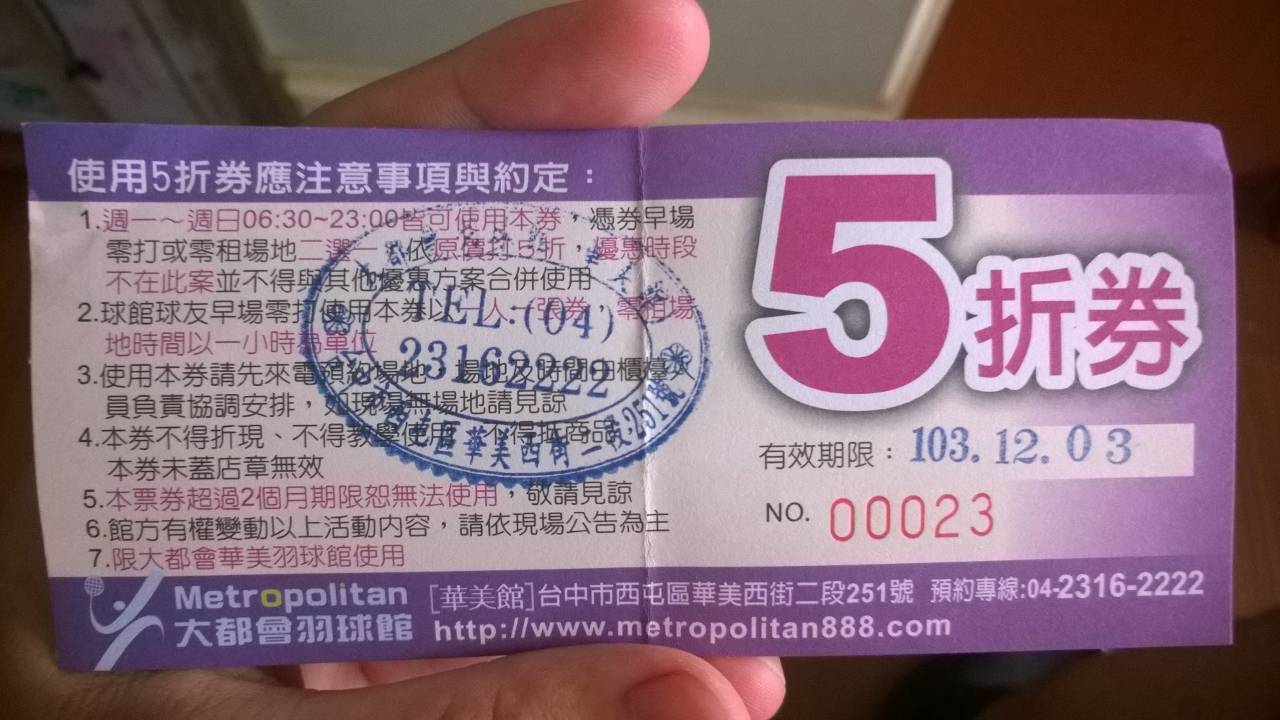 使用5折券應注意事項與約定：
1.週一～週日06:30~23:00皆可使用本券，憑券早場
零打或零租場地二選一，依原價打5折，優惠時段
不在此案並不得與其他優惠方案合併使用
2.球館球友早場零打使用本券以一人一張券，零租場
地時間以一小時為單位
3.使用本券請先來電預約場地，場地及時間由櫃檯人
員負責協調安排，如現場無場地請見諒
4.本券不得折現、不得教學使用、不得抵商品
本券未蓋店章無效
5.本票券超過2個月期限恕無法使用，敬請見諒
6.館方有權變動以上活動內容，請依現場公告為主
7.限大都會華美羽球館使用
TEL:(04)
23162222
區華美西街二段251號
5折券
有效期限：103.12.03
NO. 00023
Metropolitan
大都會羽球館
[華美館]台中市西屯區華美西街二段251號 預約專線:04-2316-2222
http://www.metropolitan888.com